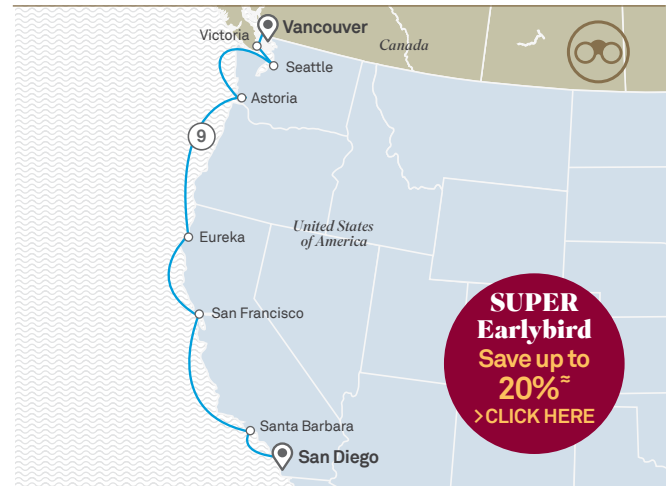 Vancouver
Victoria
Canada
Seattle
Astoria
9
Eureka
United States
of America
San Francisco
SUPER
Earlybird
Save up to
20%≈
>CLICK HERE
Santa Barbara
San Diego